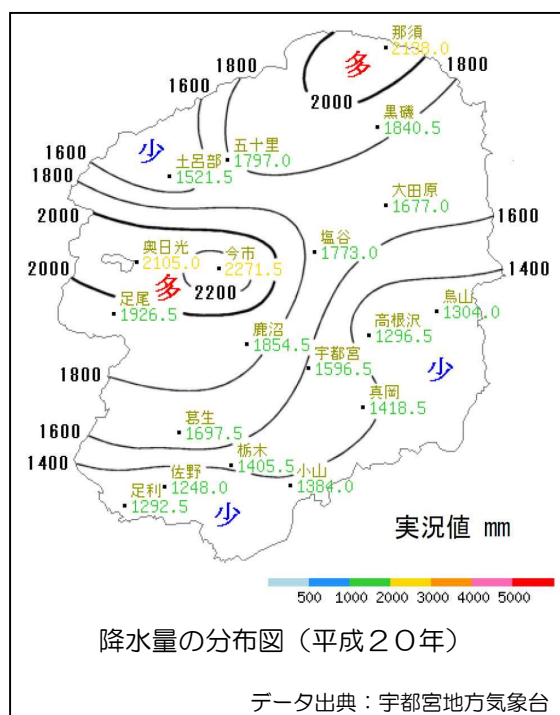 那須
2138.0
多
1800
1600
1800
2000
黒磯
1840.5
少
五十里
1797.0
土呂部
1521.5
1600
1800
大田原
1677.0
2000
1600
塩谷
1773.0
奥日光
2105.0
今市
2271.5
1400
2000
多
2200
足尾
1926.5
烏山
1304.0
高根沢
1296.5
鹿沼
1854.5
宇都宮
1596.5
少
1800
真岡
1418.5
葛生
1697.5
1600
栃木
1405.5
1400
佐野
1248.0
小山
1384.0
足利
1292.5
少
実況値 mm
500 1000 2000 3000 4000 5000
降水量の分布図(平成20年)
データ出典:宇都宮地方気象台